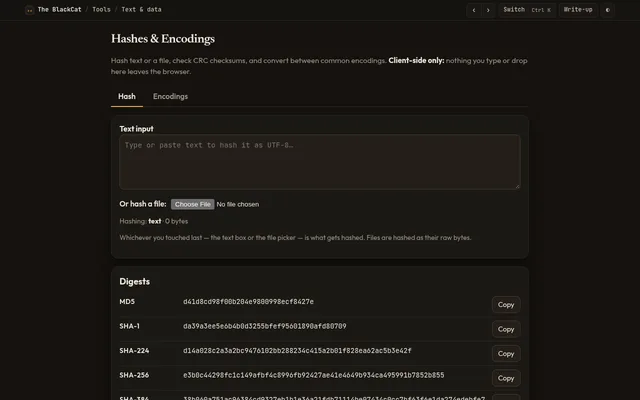 The BlackCat / Tools / Text & data
‹ › Switch Ctrl K Write-up
Hashes & Encodings
Hash text or a file, check CRC checksums, and convert between common encodings. Client-side only: nothing you type or drop
here leaves the browser.
Hash Encodings
Text input
Type or paste text to hash it as UTF-8…
Or hash a file: Choose File No file chosen
Hashing: text · 0 bytes
Whichever you touched last — the text box or the file picker — is what gets hashed. Files are hashed as their raw bytes.
Digests
MD5 d41d8cd98f00b204e9800998ecf8427e Copy
SHA-1 da39a3ee5e6b4b0d3255bfef95601890afd80709 Copy
SHA-224 d14a028c2a3a2bc9476102bb288234c415a2b01f828ea62ac5b3e42f Copy
SHA-256 e3b0c44298fc1c149afbf4c8996fb92427ae41e4649b934ca495991b7852b855 Copy
SHA-384 Copy